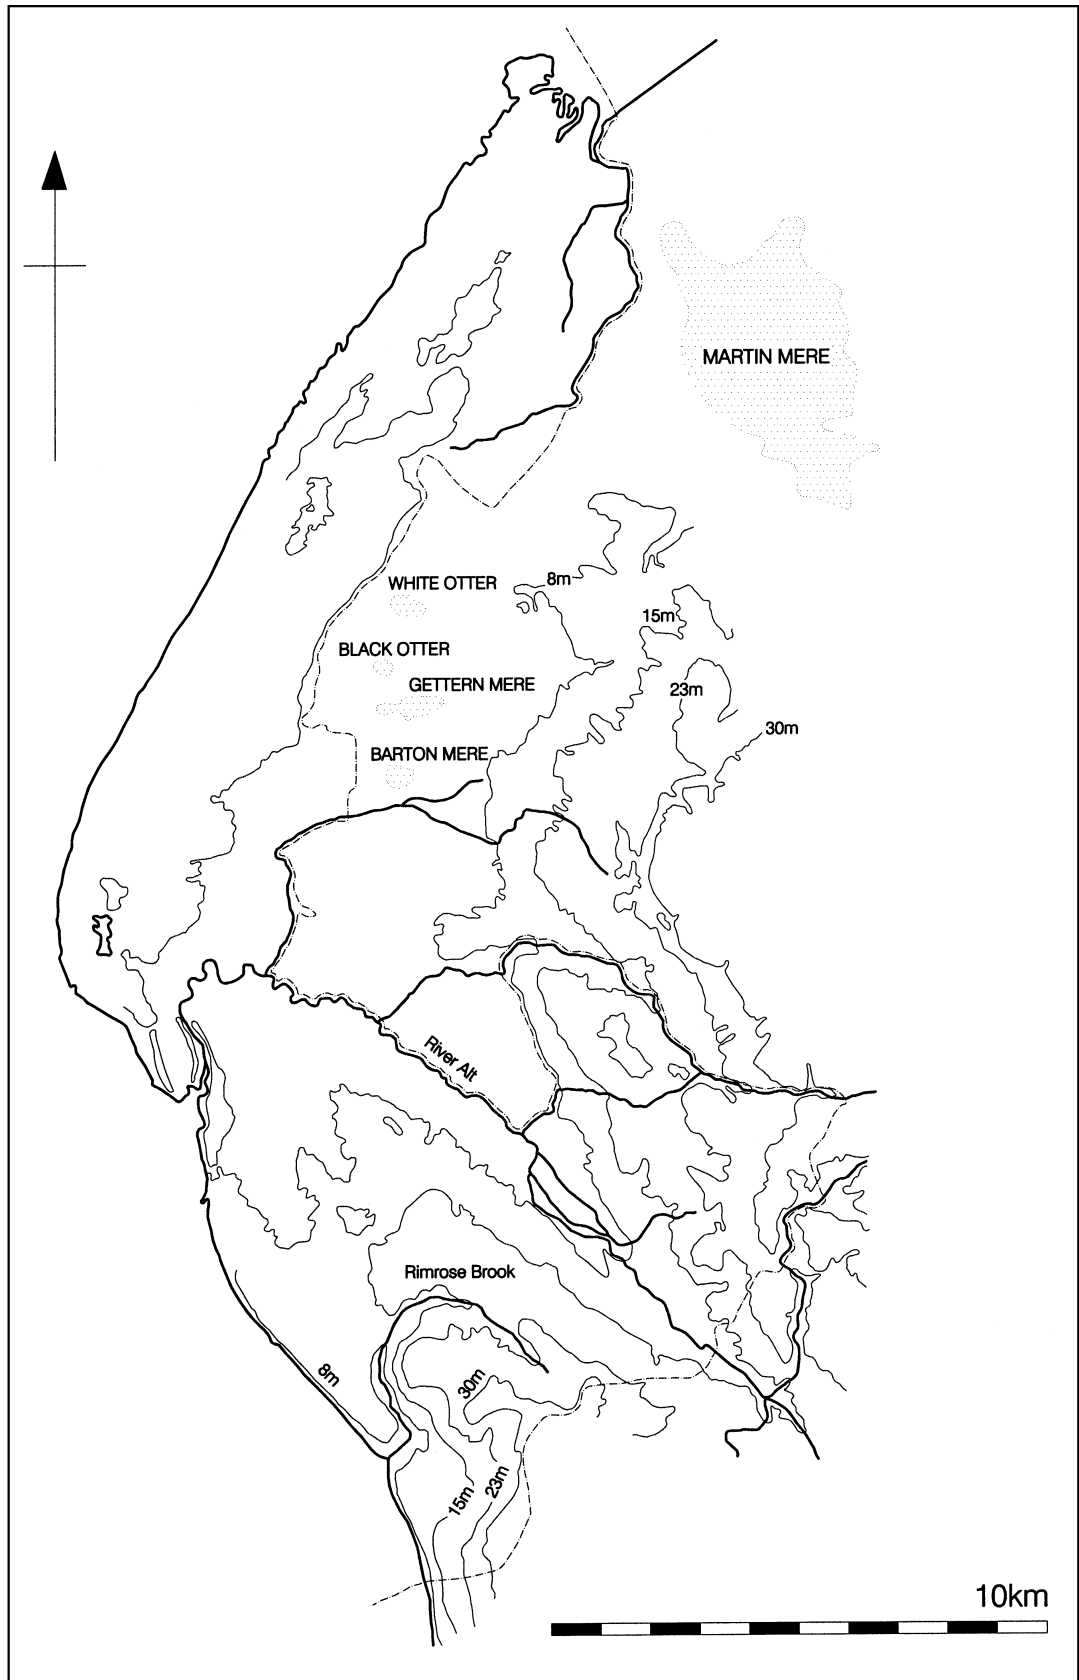 MARTIN MERE
WHITE OTTER
8m
BLACK OTTER
15m
GETTERN MERE
23m
30m
BARTON MERE
River Alt
Rimrose Brook
8m
30m
15m
23m
10km